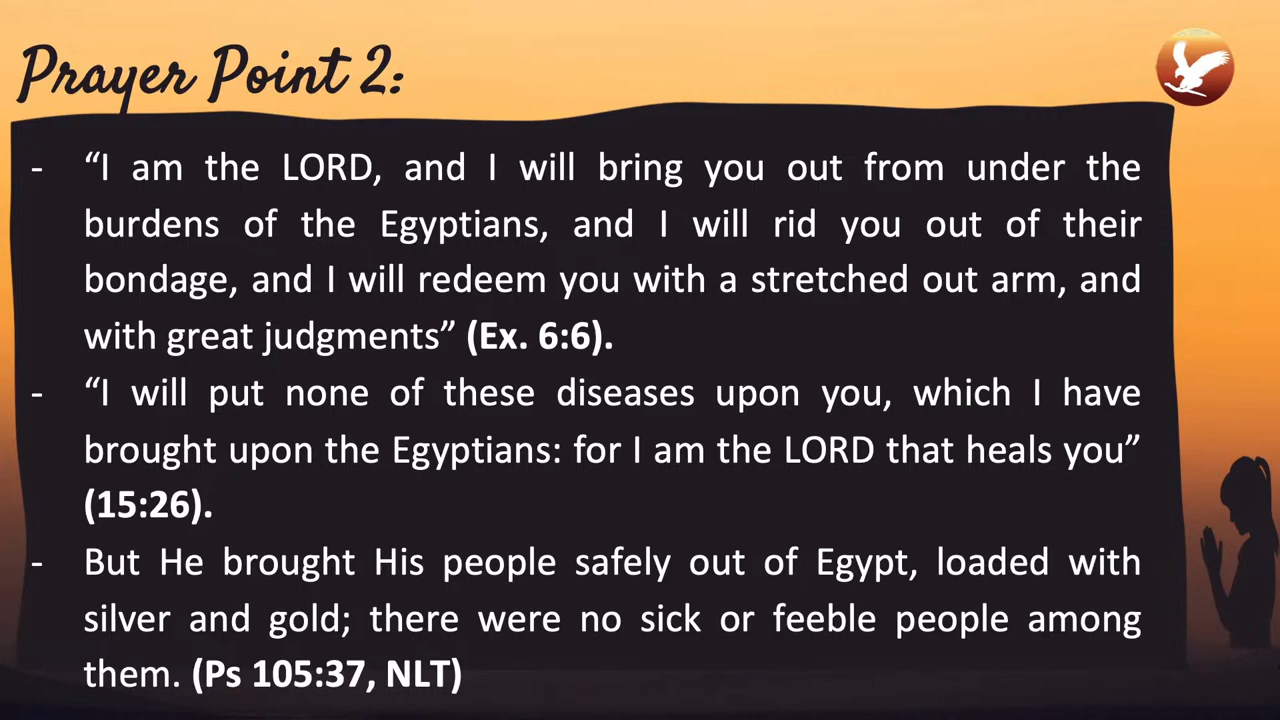 Prayer Point 2:
- “I am the LORD, and I will bring you out from under the
burdens of the Egyptians, and I will rid you out of their
bondage, and I will redeem you with a stretched out arm, and
with great judgments” (Ex. 6:6).
- “I will put none of these diseases upon you, which I have
brought upon the Egyptians: for I am the LORD that heals you”
(15:26).
- But He brought His people safely out of Egypt, loaded with
silver and gold; there were no sick or feeble people among
them. (Ps 105:37, NLT)